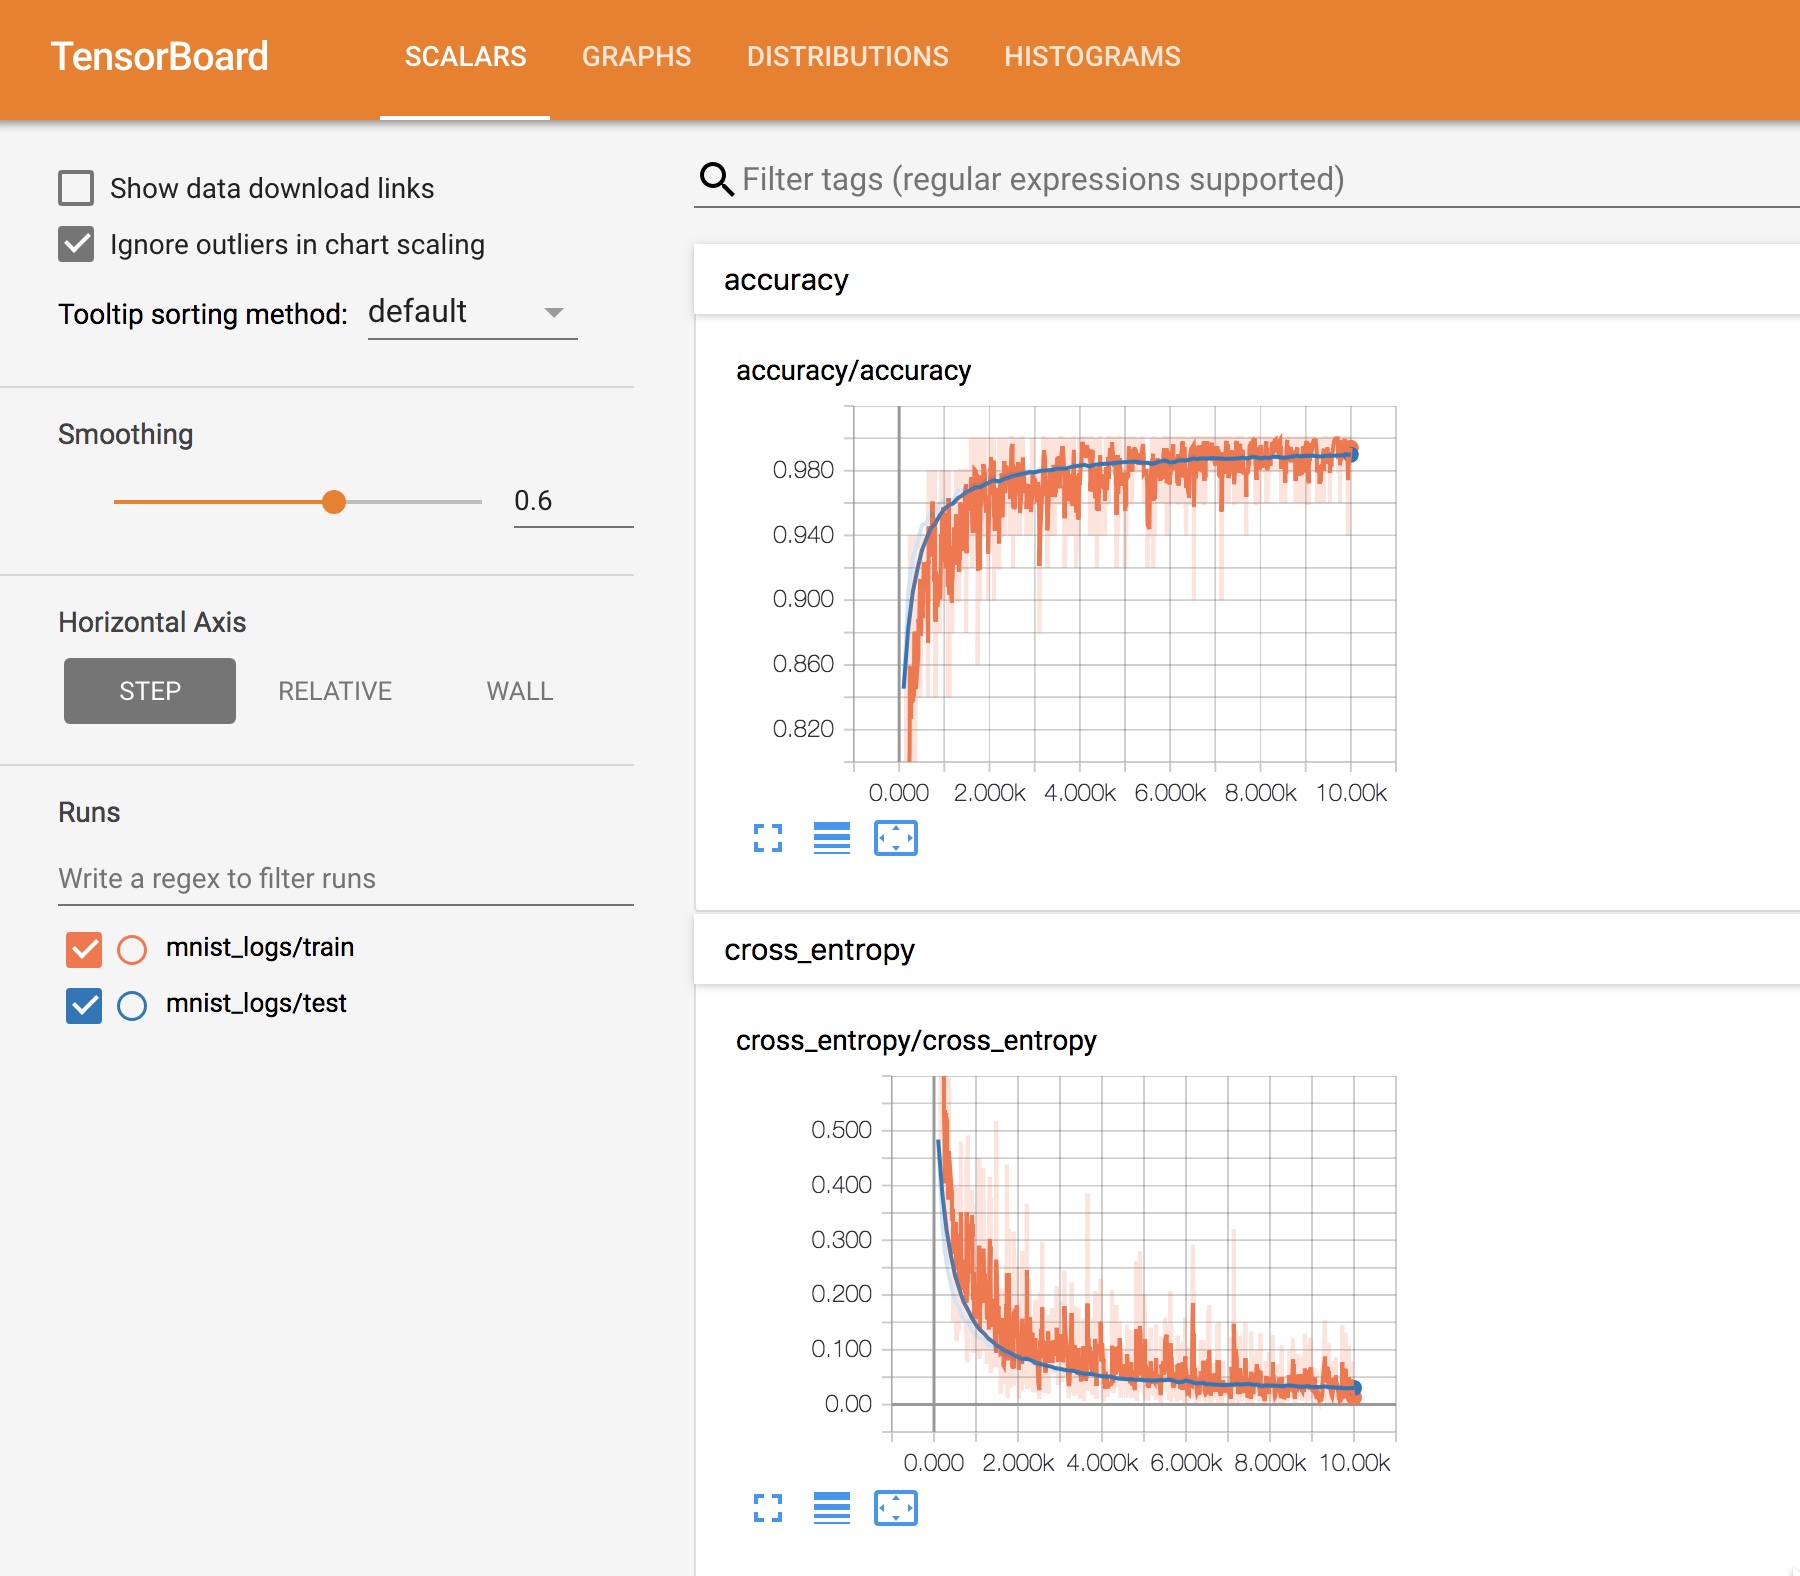 TensorBoard SCALARS GRAPHS DISTRIBUTIONS HISTOGRAMS
Show data download links
Ignore outliers in chart scaling
Tooltip sorting method: default
Smoothing
0.6
Horizontal Axis
STEP RELATIVE WALL
Runs
Write a regex to filter runs
mnist_logs/train
mnist_logs/test
Filter tags (regular expressions supported)
accuracy
accuracy/accuracy
0.980
0.940
0.900
0.860
0.820
0.000 2.000k 4.000k 6.000k 8.000k 10.00k
cross_entropy
cross_entropy/cross_entropy
0.500
0.400
0.300
0.200
0.100
0.00
0.000 2.000k 4.000k 6.000k 8.000k 10.00k